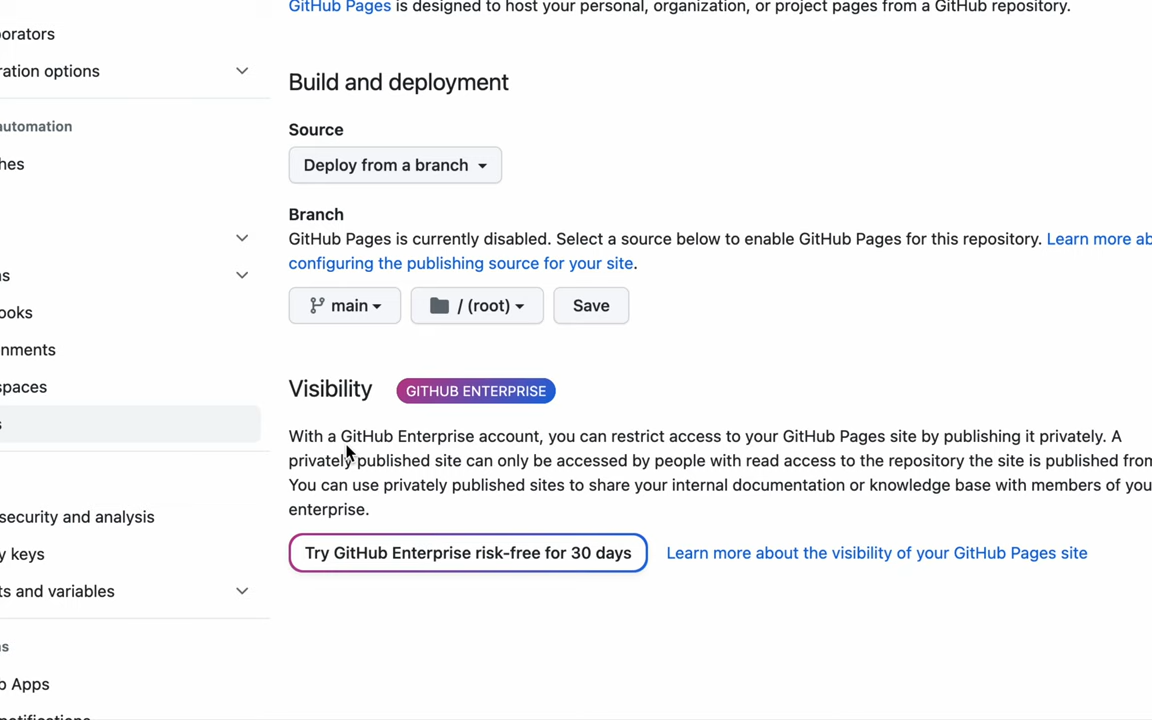 GitHub Pages is designed to host your personal, organization, or project pages from a GitHub repository.
orators
ration options
Build and deployment
automation
Source
hes
Deploy from a branch
Branch
GitHub Pages is currently disabled. Select a source below to enable GitHub Pages for this repository. Learn more ab
configuring the publishing source for your site.
s
ooks
main
/ (root)
Save
nments
spaces
Visibility
GITHUB ENTERPRISE
s
With a GitHub Enterprise account, you can restrict access to your GitHub Pages site by publishing it privately. A
privately published site can only be accessed by people with read access to the repository the site is published from
You can use privately published sites to share your internal documentation or knowledge base with members of you
enterprise.
security and analysis
y keys
Try GitHub Enterprise risk-free for 30 days
Learn more about the visibility of your GitHub Pages site
ts and variables
s
b Apps